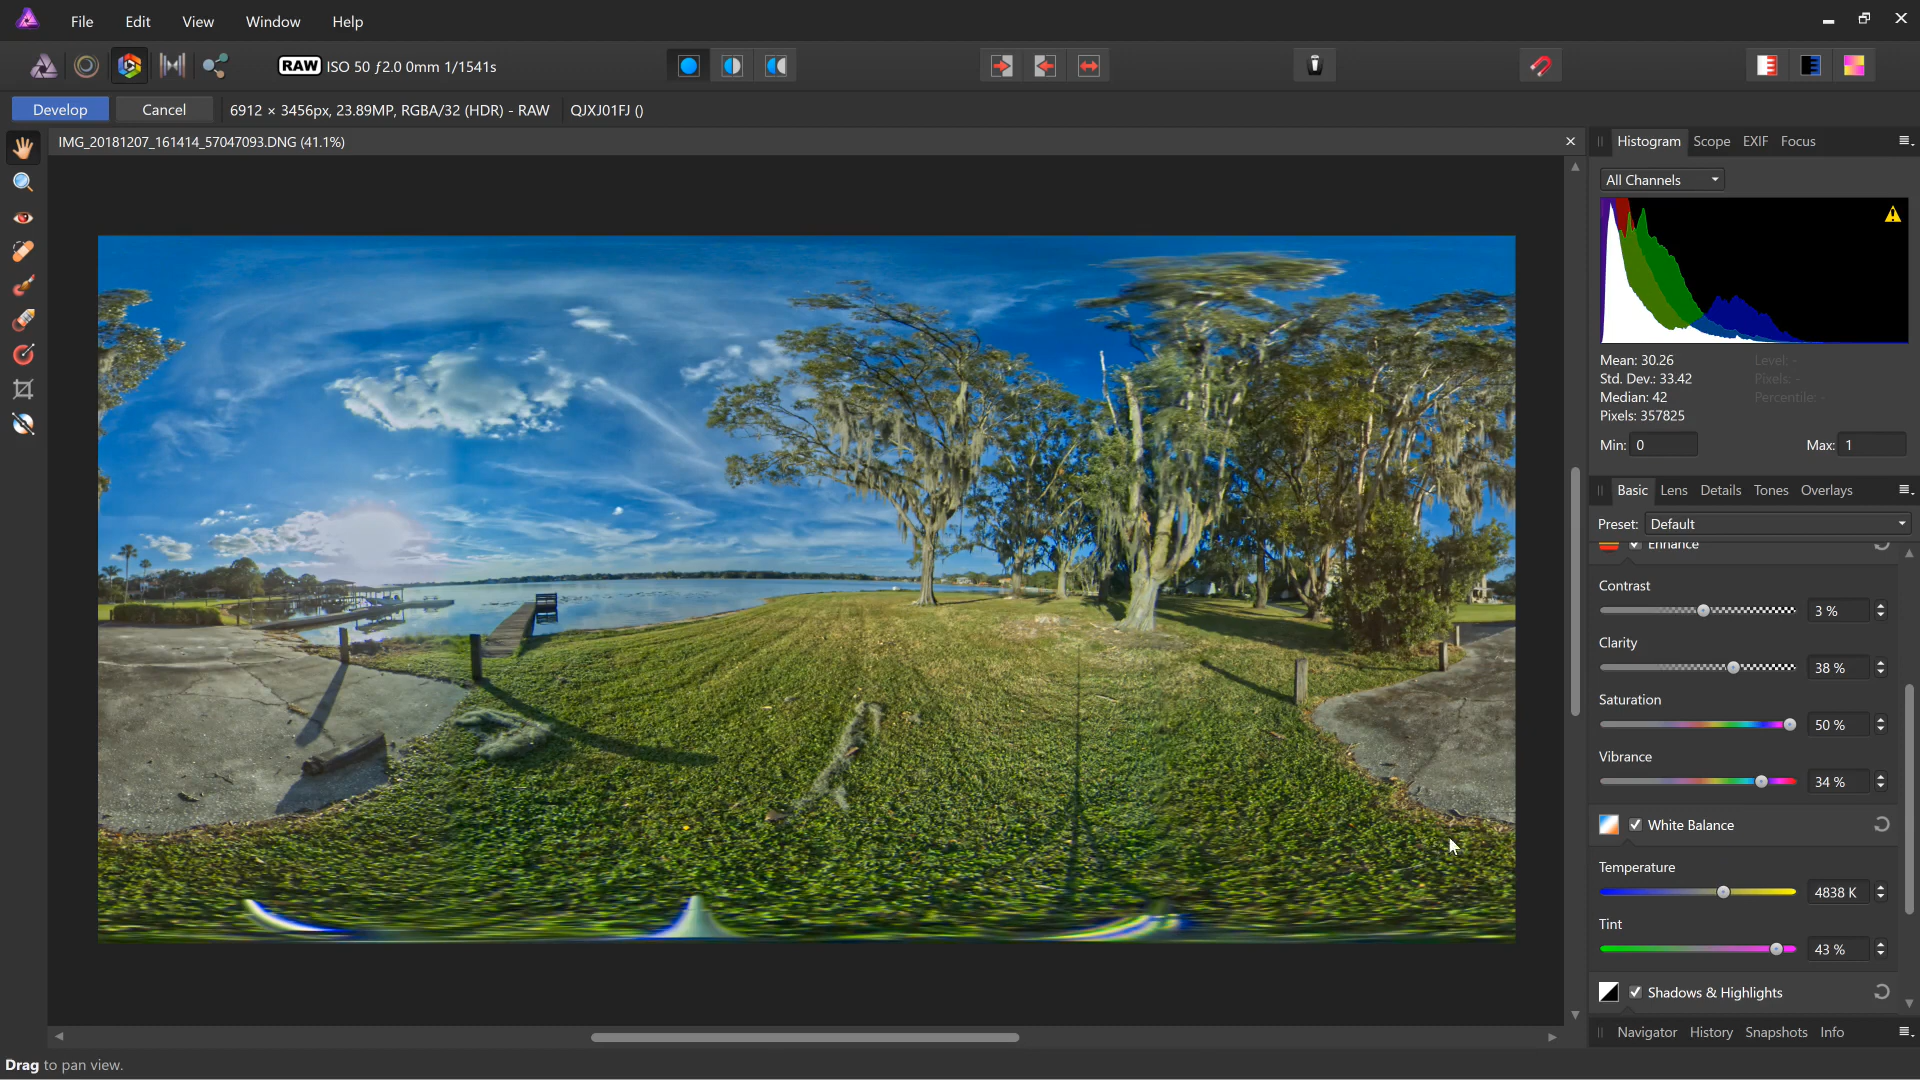 File Edit View Window Help
RAW ISO 50 ƒ2.0 0mm 1/1541s
Develop Cancel 6912 × 3456px, 23.89MP, RGBA/32 (HDR) - RAW QJXJ01FJ ()
IMG_20181207_161414_57047093.DNG (41.1%)
Histogram Scope EXIF Focus
All Channels
Mean: 30.26 Level: -
Std. Dev.: 33.42 Pixels: -
Median: 42 Percentile: -
Pixels: 357825
Min: 0 Max: 1
Basic Lens Details Tones Overlays
Preset: Default
Enhance
Contrast
3 %
Clarity
38 %
Saturation
50 %
Vibrance
34 %
White Balance
Temperature
4838 K
Tint
43 %
Shadows & Highlights
Navigator History Snapshots Info
Drag to pan view.